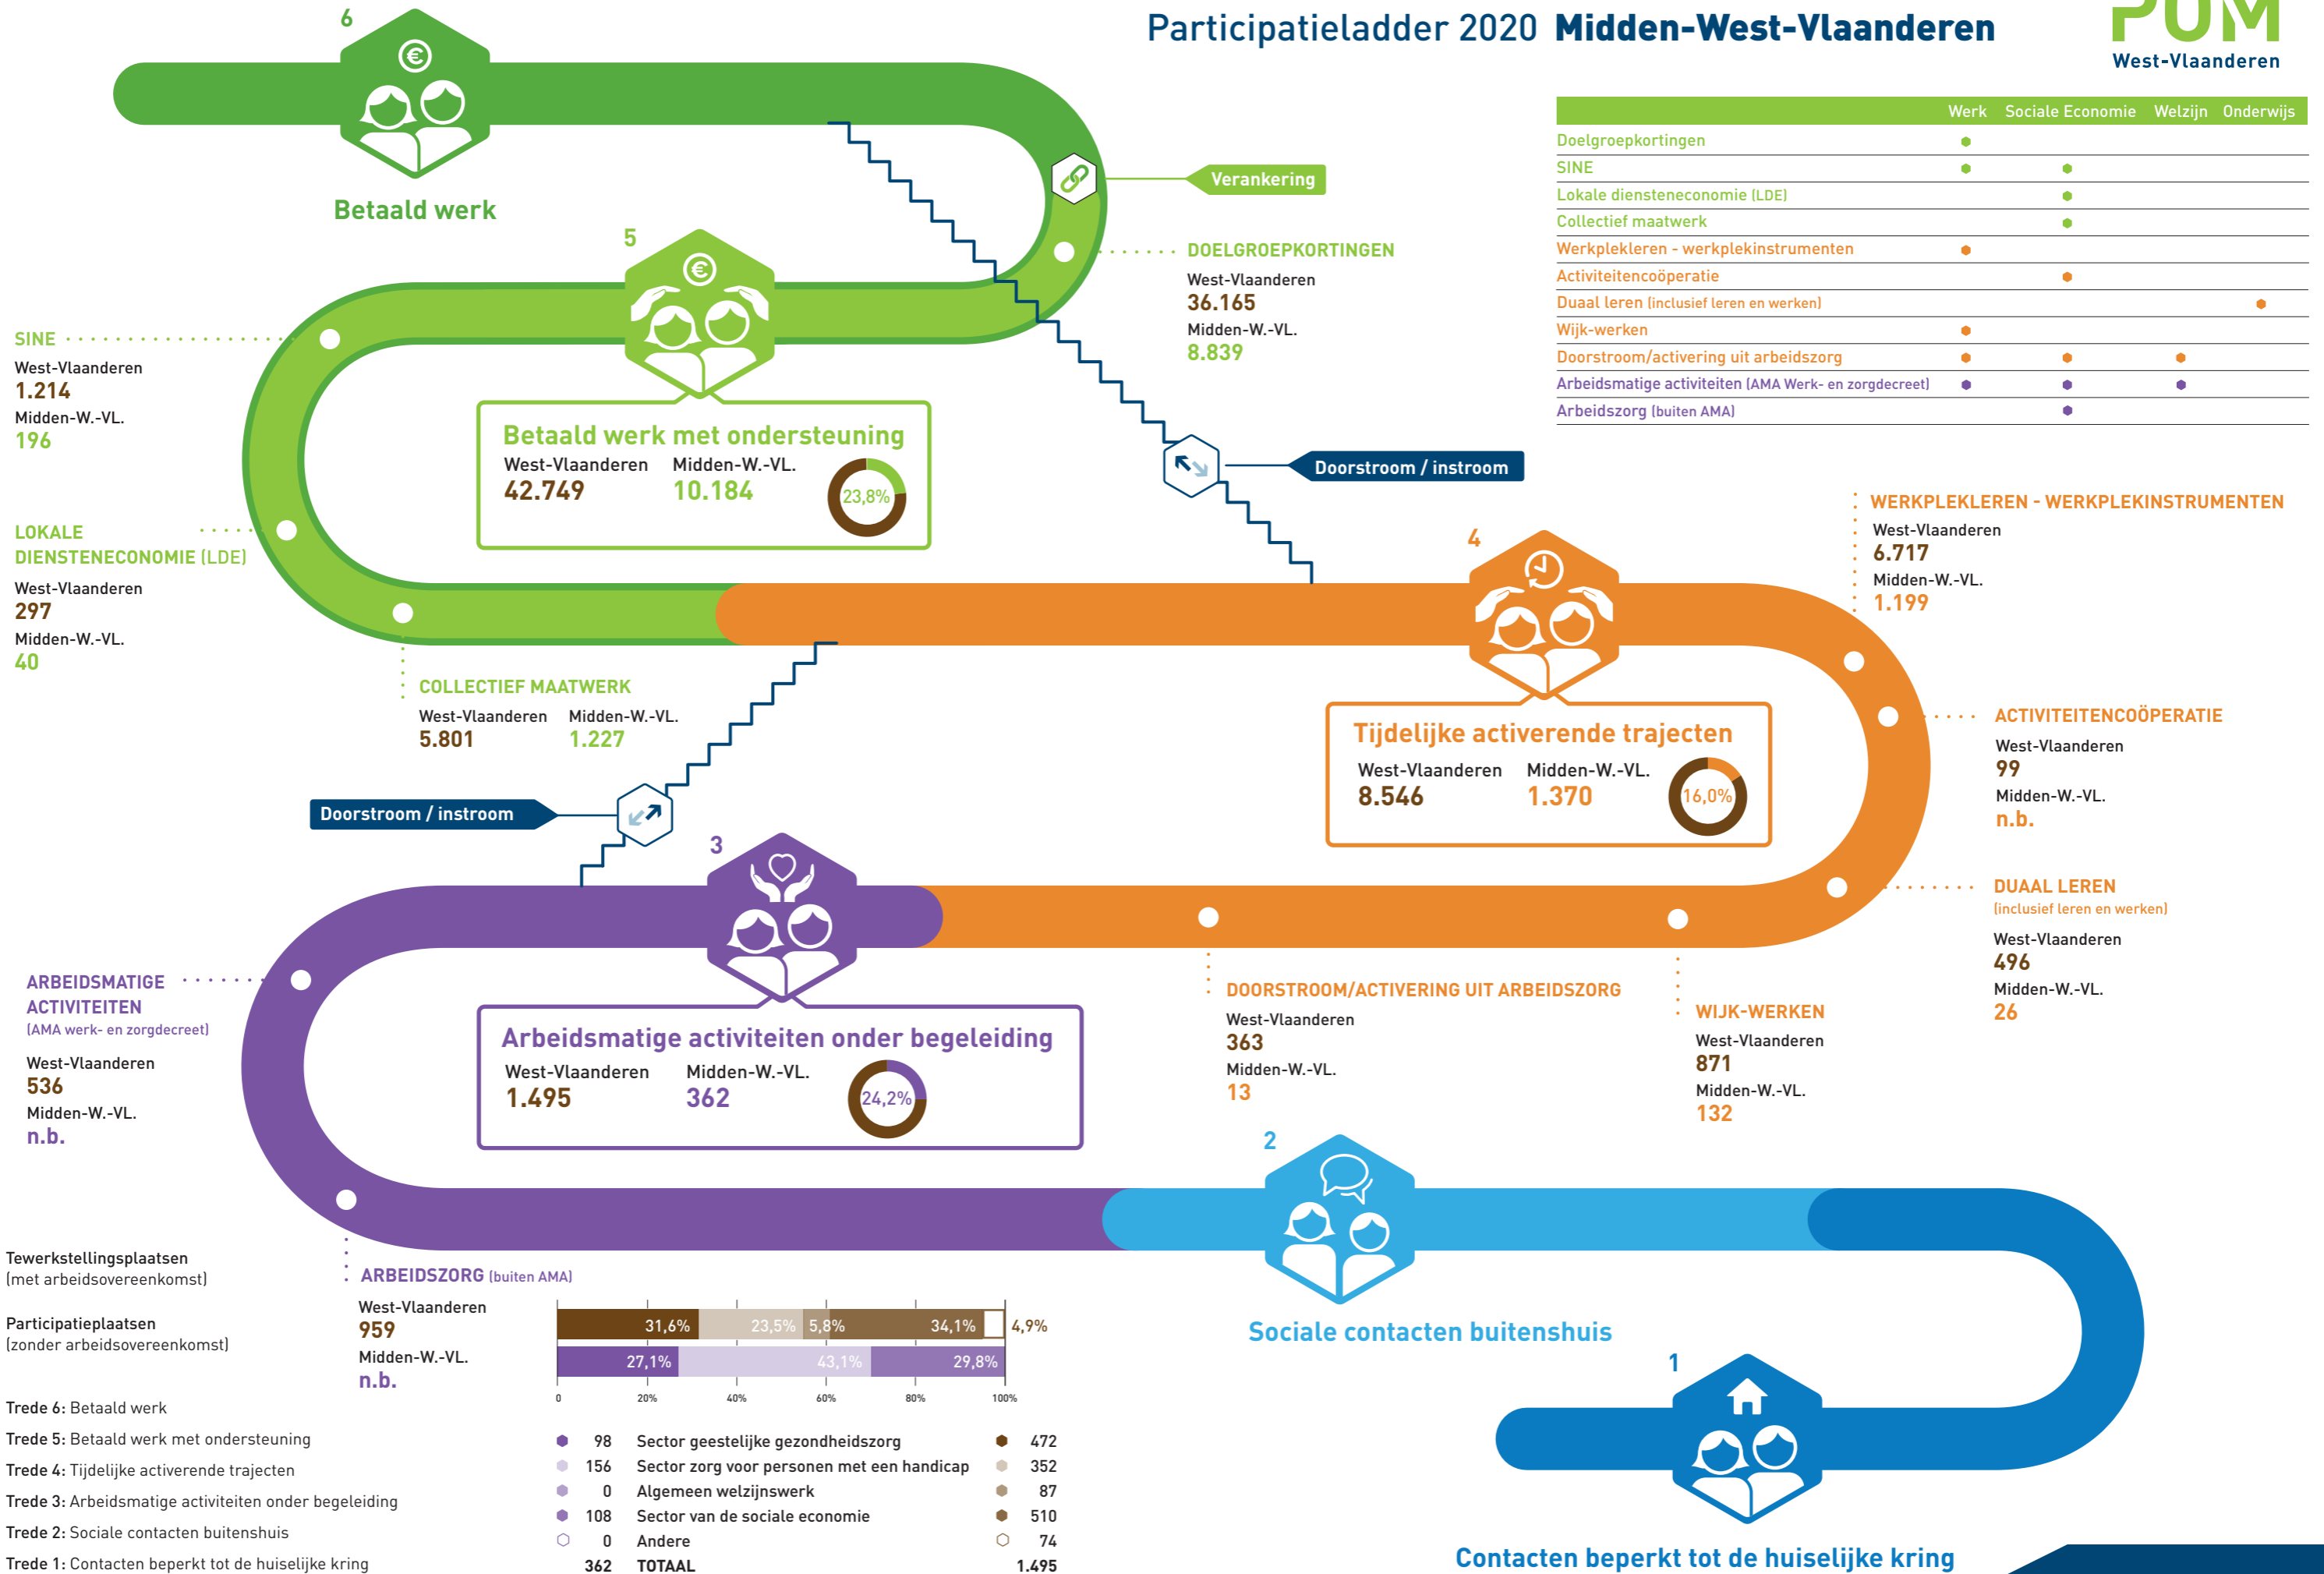 Participatieladder 2020 Midden-West-Vlaanderen
POM
West-Vlaanderen
Werk Sociale Economie Welzijn Onderwijs
Doelgroepkortingen
SINE
Lokale diensteneconomie (LDE)
Collectief maatwerk
Werkplekleren - werkplekinstrumenten
Activiteitencoöperatie
Duaal leren (inclusief leren en werken)
Wijk-werken
Doorstroom/activering uit arbeidszorg
Arbeidsmatige activiteiten (AMA Werk- en zorgdecreet)
Arbeidszorg (buiten AMA)
6
€
Betaald werk
Verankering
DOELGROEPKORTINGEN
West-Vlaanderen
36.165
Midden-W.-VL.
8.839
5
€
Betaald werk met ondersteuning
West-Vlaanderen Midden-W.-VL.
42.749 10.184
23,8%
SINE
West-Vlaanderen
1.214
Midden-W.-VL.
196
LOKALE
DIENSTENECONOMIE (LDE)
West-Vlaanderen
297
Midden-W.-VL.
40
COLLECTIEF MAATWERK
West-Vlaanderen Midden-W.-VL.
5.801 1.227
Doorstroom / instroom
4
Tijdelijke activerende trajecten
West-Vlaanderen Midden-W.-VL.
8.546 1.370
16,0%
WERKPLEKLEREN - WERKPLEKINSTRUMENTEN
West-Vlaanderen
6.717
Midden-W.-VL.
1.199
ACTIVITEITENCOÖPERATIE
West-Vlaanderen
99
Midden-W.-VL.
n.b.
DUAAL LEREN
(inclusief leren en werken)
West-Vlaanderen
496
Midden-W.-VL.
26
WIJK-WERKEN
West-Vlaanderen
871
Midden-W.-VL.
132
DOORSTROOM/ACTIVERING UIT ARBEIDSZORG
West-Vlaanderen
363
Midden-W.-VL.
13
Doorstroom / instroom
3
Arbeidsmatige activiteiten onder begeleiding
West-Vlaanderen Midden-W.-VL.
1.495 362
24,2%
ARBEIDSMATIGE
ACTIVITEITEN
(AMA werk- en zorgdecreet)
West-Vlaanderen
536
Midden-W.-VL.
n.b.
ARBEIDSZORG (buiten AMA)
West-Vlaanderen
959
Midden-W.-VL.
n.b.
31,6% 23,5% 5,8% 34,1% 4,9%
27,1% 43,1% 29,8%
0 20% 40% 60% 80% 100%
98 Sector geestelijke gezondheidszorg 472
156 Sector zorg voor personen met een handicap 352
0 Algemeen welzijnswerk 87
108 Sector van de sociale economie 510
0 Andere 74
362 TOTAAL 1.495
2
Sociale contacten buitenshuis
1
Contacten beperkt tot de huiselijke kring
Tewerkstellingsplaatsen
(met arbeidsovereenkomst)
Participatieplaatsen
(zonder arbeidsovereenkomst)
Trede 6: Betaald werk
Trede 5: Betaald werk met ondersteuning
Trede 4: Tijdelijke activerende trajecten
Trede 3: Arbeidsmatige activiteiten onder begeleiding
Trede 2: Sociale contacten buitenshuis
Trede 1: Contacten beperkt tot de huiselijke kring